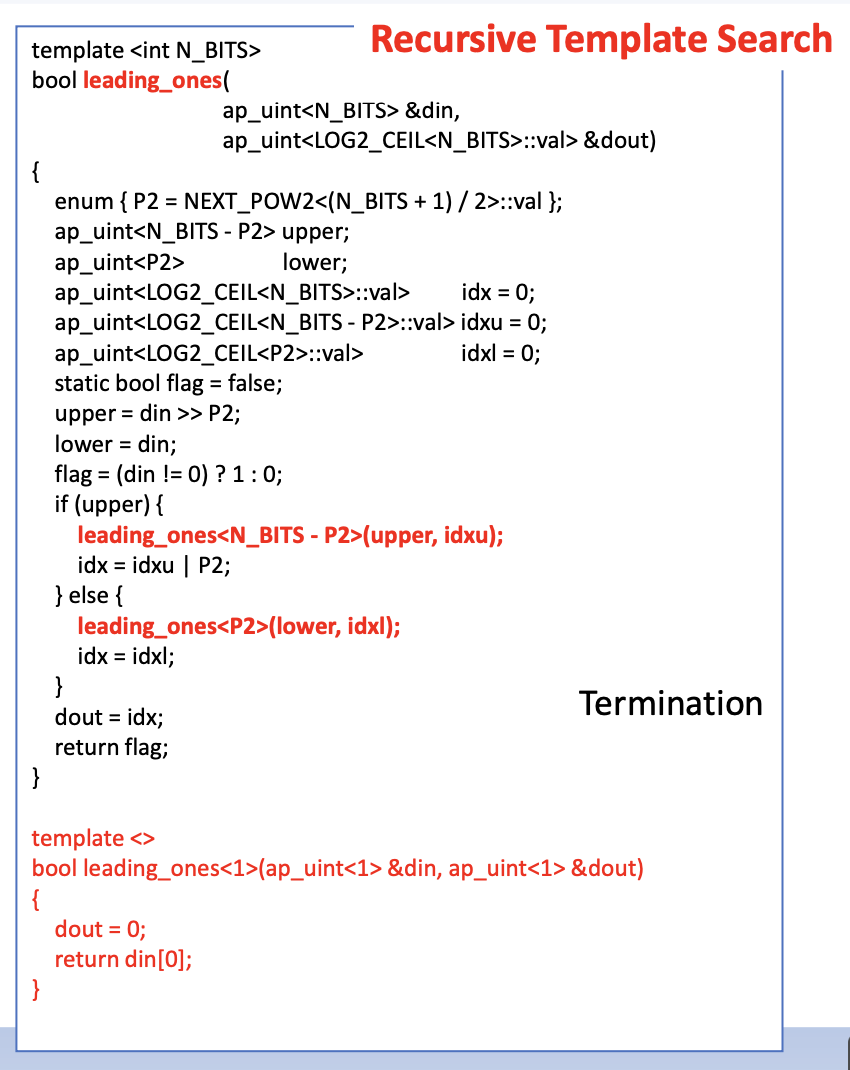 Recursive Template Search
template <int N_BITS>
bool leading_ones(
ap_uint<N_BITS> &din,
ap_uint<LOG2_CEIL<N_BITS>::val> &dout)
{
enum { P2 = NEXT_POW2<(N_BITS + 1) / 2>::val };
ap_uint<N_BITS - P2> upper;
ap_uint<P2> lower;
ap_uint<LOG2_CEIL<N_BITS>::val> idx = 0;
ap_uint<LOG2_CEIL<N_BITS - P2>::val> idxu = 0;
ap_uint<LOG2_CEIL<P2>::val> idxl = 0;
static bool flag = false;
upper = din >> P2;
lower = din;
flag = (din != 0) ? 1 : 0;
if (upper) {
leading_ones<N_BITS - P2>(upper, idxu);
idx = idxu | P2;
} else {
leading_ones<P2>(lower, idxl);
idx = idxl;
}
dout = idx;
return flag;
}
Termination
template <>
bool leading_ones<1>(ap_uint<1> &din, ap_uint<1> &dout)
{
dout = 0;
return din[0];
}